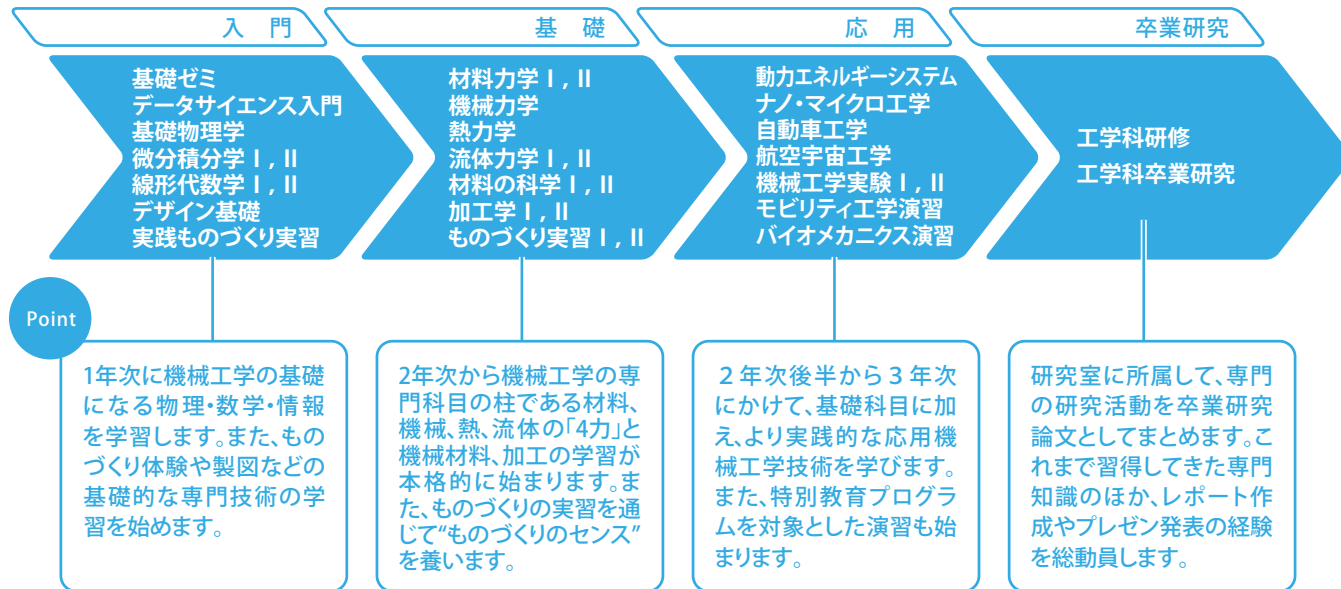 入門
基礎
応用
卒業研究
基礎ゼミ
データサイエンス入門
基礎物理学
微分積分学Ⅰ, Ⅱ
線形代数学Ⅰ, Ⅱ
デザイン基礎
実践ものづくり実習
材料力学Ⅰ, Ⅱ
機械力学
熱力学
流体力学Ⅰ, Ⅱ
材料の科学Ⅰ, Ⅱ
加工学Ⅰ, Ⅱ
ものづくり実習Ⅰ, Ⅱ
動力エネルギーシステム
ナノ・マイクロ工学
自動車工学
航空宇宙工学
機械工学実験Ⅰ, Ⅱ
モビリティ工学演習
バイオメカニクス演習
工学科研修
工学科卒業研究
Point
1年次に機械工学の基礎
になる物理・数学・情報
を学習します。また、もの
づくり体験や製図などの
基礎的な専門技術の学
習を始めます。
2年次から機械工学の専
門科目の柱である材料、
機械、熱、流体の「4力」と
機械材料、加工の学習が
本格的に始まります。ま
た、ものづくりの実習を通
じて“ものづくりのセンス”
を養います。
2年次後半から3年次
にかけて、基礎科目に加
え、より実践的な応用機
械工学技術を学びます。
また、特別教育プログラ
ムを対象とした演習も始
まります。
研究室に所属して、専門
の研究活動を卒業研究
論文としてまとめます。こ
れまで習得してきた専門
知識のほか、レポート作
成やプレゼン発表の経験
を総動員します。